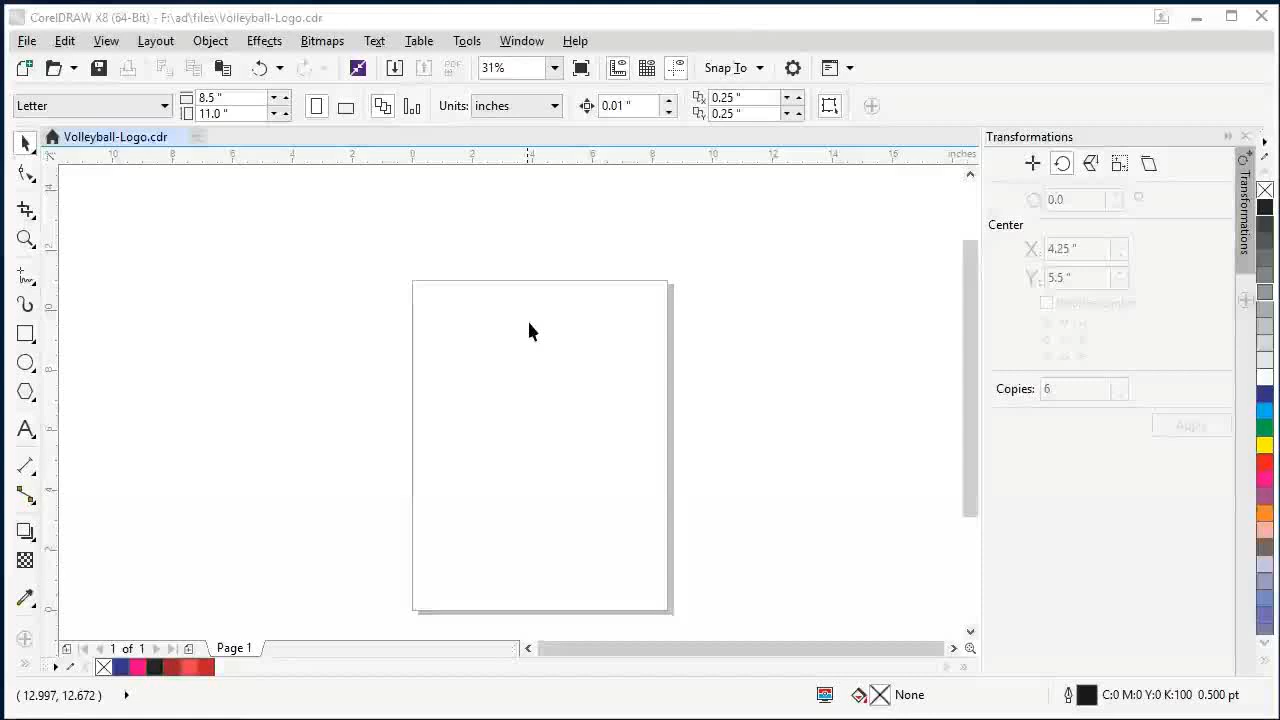 CorelDRAW X8 (64-Bit) - F:\ad\files\Volleyball-Logo.cdr
File Edit View Layout Object Effects Bitmaps Text Table Tools Window Help
PDF 31% Snap To
Letter 8.5 " 11.0 " Units: inches 0.01 " 0.25 " 0.25 "
Volleyball-Logo.cdr
Transformations
10 8 6 4 2 0 2 4 6 8 10 12 14 16 inches
0.0
Center
X: 4.25 "
Y: 5.5 "
Copies: 6
Apply
Transformations
1 of 1 Page 1
( 12.997, 12.672 ) None C:0 M:0 Y:0 K:100 0.500 pt